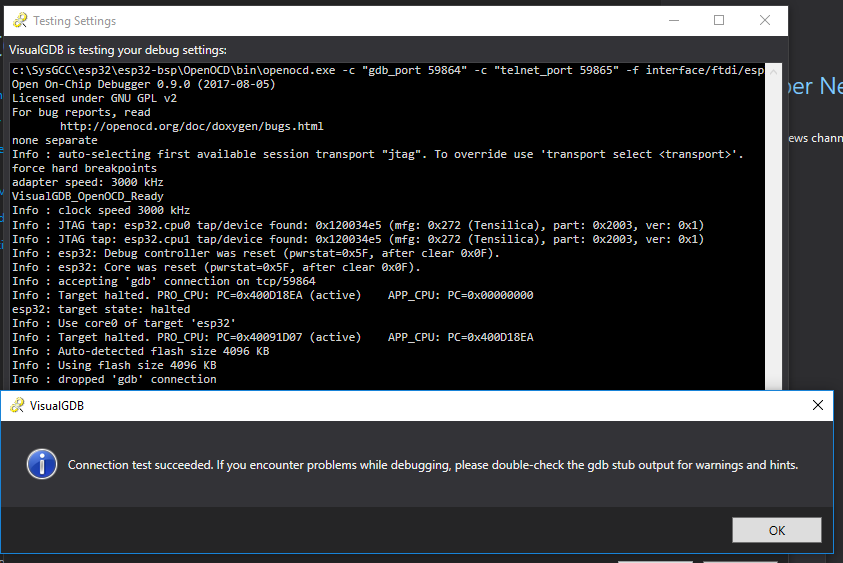 Testing Settings
VisualGDB is testing your debug settings:
c:\SysGCC\esp32\esp32-bsp\OpenOCD\bin\openocd.exe -c "gdb_port 59864" -c "telnet_port 59865" -f interface/ftdi/esp
Open On-Chip Debugger 0.9.0 (2017-08-05)
Licensed under GNU GPL v2
For bug reports, read
http://openocd.org/doc/doxygen/bugs.html
none separate
Info : auto-selecting first available session transport "jtag". To override use 'transport select <transport>'.
force hard breakpoints
adapter speed: 3000 kHz
VisualGDB_OpenOCD_Ready
Info : clock speed 3000 kHz
Info : JTAG tap: esp32.cpu0 tap/device found: 0x120034e5 (mfg: 0x272 (Tensilica), part: 0x2003, ver: 0x1)
Info : JTAG tap: esp32.cpu1 tap/device found: 0x120034e5 (mfg: 0x272 (Tensilica), part: 0x2003, ver: 0x1)
Info : esp32: Debug controller was reset (pwrstat=0x5F, after clear 0x0F).
Info : esp32: Core was reset (pwrstat=0x5F, after clear 0x0F).
Info : accepting 'gdb' connection on tcp/59864
Info : Target halted. PRO_CPU: PC=0x400D18EA (active)    APP_CPU: PC=0x00000000
esp32: target state: halted
Info : Use core0 of target 'esp32'
Info : Target halted. PRO_CPU: PC=0x40091D07 (active)    APP_CPU: PC=0x400D18EA
Info : Auto-detected flash size 4096 KB
Info : Using flash size 4096 KB
Info : dropped 'gdb' connection
per Ne
ews chann
VisualGDB
Connection test succeeded. If you encounter problems while debugging, please double-check the gdb stub output for warnings and hints.
OK